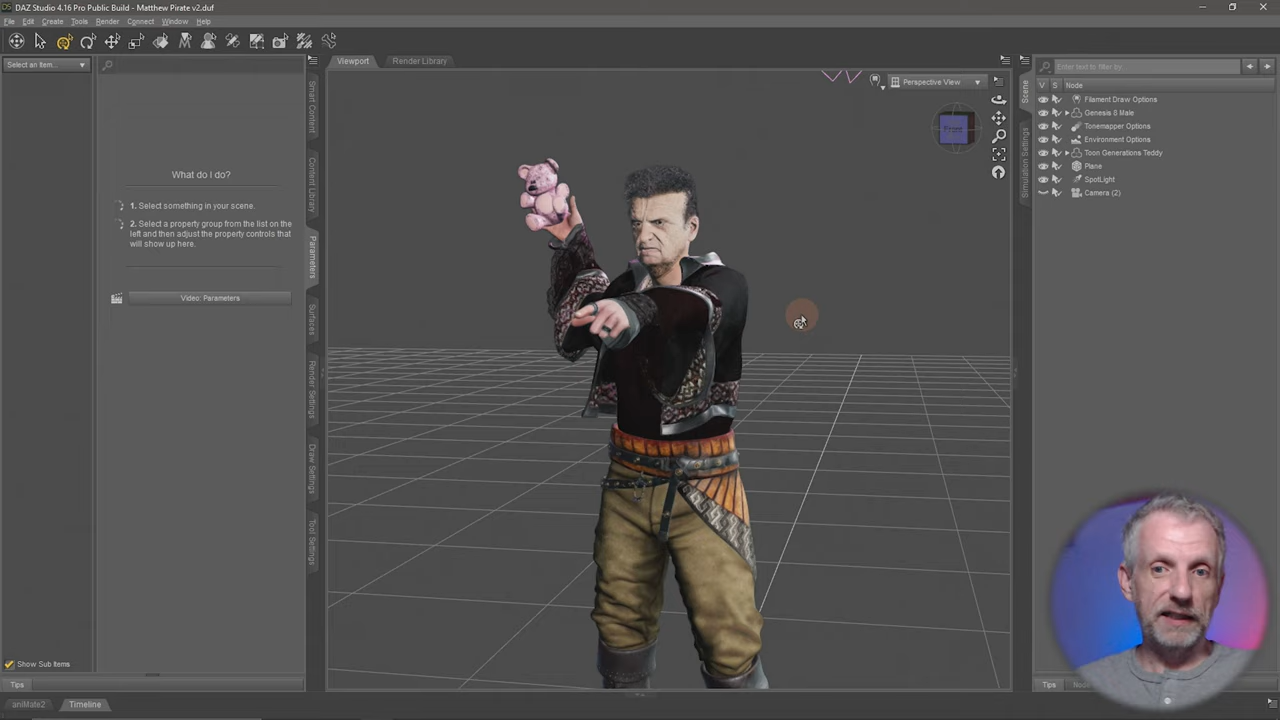 DAZ Studio 4.16 Pro Public Build - Matthew Pirate v2.duf
File Edit Create Tools Render Connect Window Help
Select an Item...
What do I do?
1. Select something in your scene.
2. Select a property group from the list on the
left and then adjust the property controls that
will show up here.
Video: Parameters
Show Sub Items
Tips
aniMate2 Timeline
Smart Content
Content Library
Parameters
Surfaces
Render Settings
Draw Settings
Tool Settings
Viewport Render Library
Perspective View
Front
Scene
Simulation Settings
Enter text to filter by...
V S Node
Filament Draw Options
Genesis 8 Male
Tonemapper Options
Environment Options
Toon Generations Teddy
Plane
SpotLight
Camera (2)
Tips